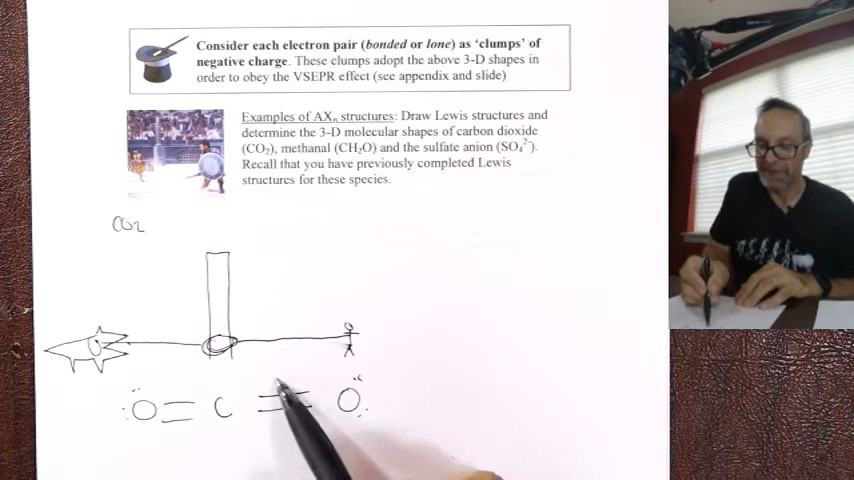 Consider each electron pair (bonded or lone) as ‘clumps’ of
negative charge. These clumps adopt the above 3-D shapes in
order to obey the VSEPR effect (see appendix and slide)
Examples of AXₙ structures: Draw Lewis structures and
determine the 3-D molecular shapes of carbon dioxide
(CO₂), methanal (CH₂O) and the sulfate anion (SO₄²⁻).
Recall that you have previously completed Lewis
structures for these species.
CO2
O = C = O